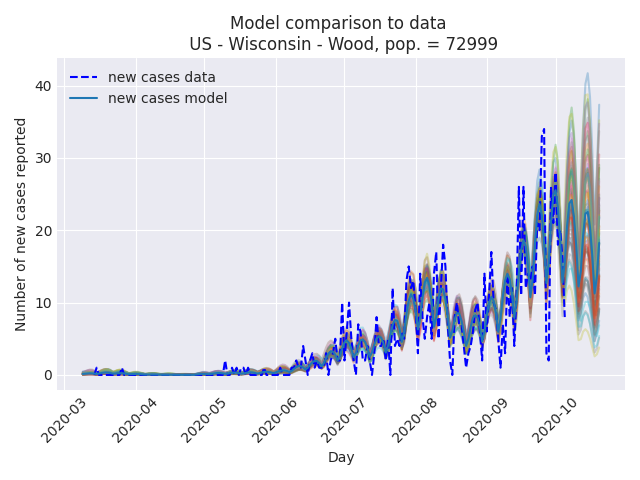 Model comparison to data
US - Wisconsin - Wood, pop. = 72999
new cases data
new cases model
Number of new cases reported
40
30
20
10
0
2020-03
2020-04
2020-05
2020-06
2020-07
2020-08
2020-09
2020-10
Day